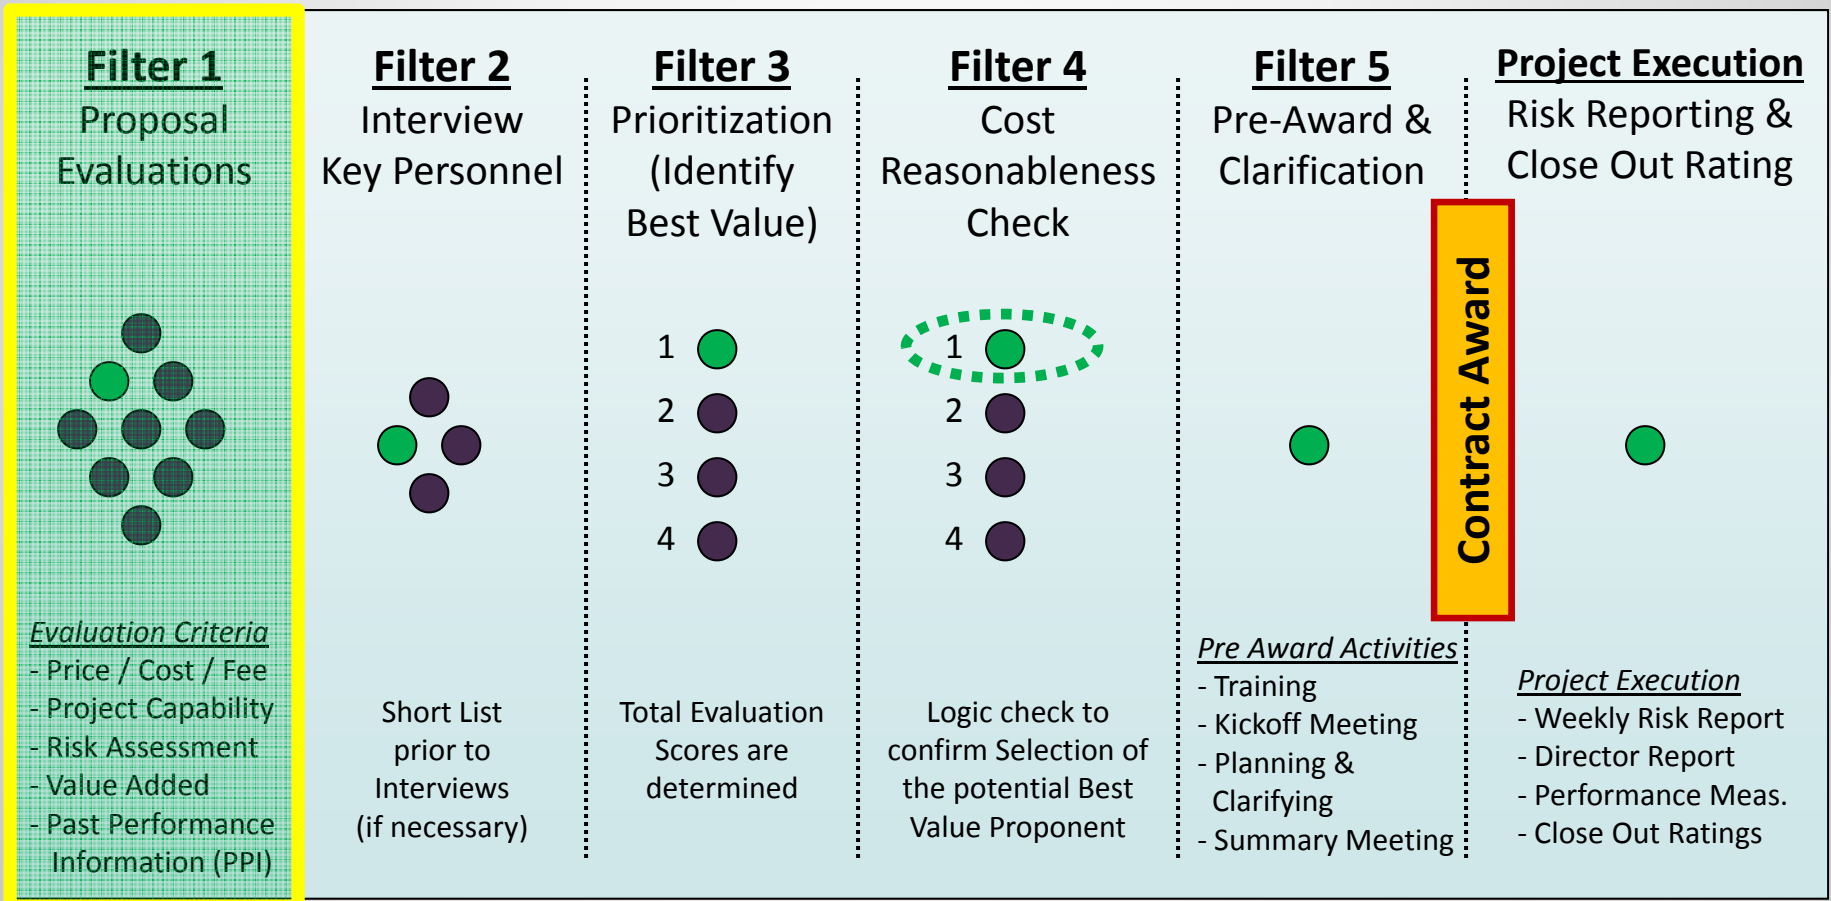 Filter 1
Proposal
Evaluations
Evaluation Criteria
- Price / Cost / Fee
- Project Capability
- Risk Assessment
- Value Added
- Past Performance
Information (PPI)
Filter 2
Interview
Key Personnel
Short List
prior to
Interviews
(if necessary)
Filter 3
Prioritization
(Identify
Best Value)
1
2
3
4
Total Evaluation
Scores are
determined
Filter 4
Cost
Reasonableness
Check
1
2
3
4
Logic check to
confirm Selection of
the potential Best
Value Proponent
Filter 5
Pre-Award &
Clarification
Pre Award Activities
- Training
- Kickoff Meeting
- Planning &
Clarifying
- Summary Meeting
Contract Award
Project Execution
Risk Reporting &
Close Out Rating
Project Execution
- Weekly Risk Report
- Director Report
- Performance Meas.
- Close Out Ratings